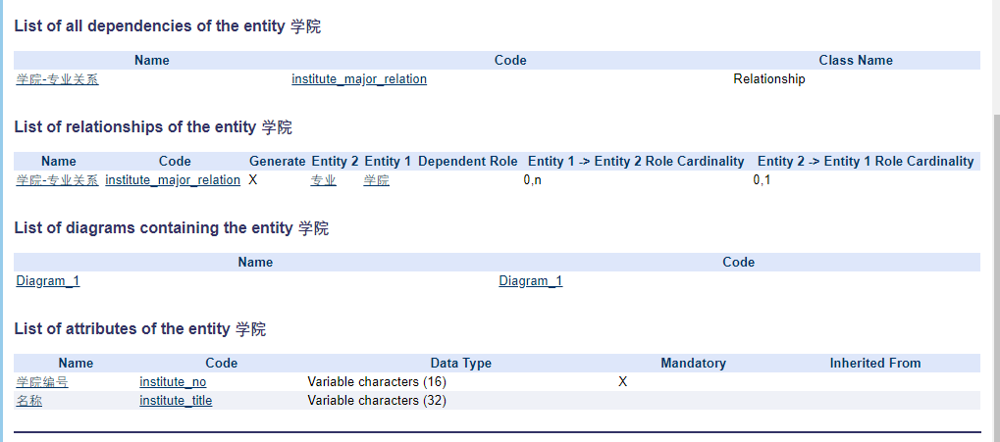 List of all dependencies of the entity 学院
Name Code Class Name
学院-专业关系 institute_major_relation Relationship
List of relationships of the entity 学院
Name Code Generate Entity 2 Entity 1 Dependent Role Entity 1 -> Entity 2 Role Cardinality Entity 2 -> Entity 1 Role Cardinality
学院-专业关系 institute_major_relation X 专业 学院 0,n 0,1
List of diagrams containing the entity 学院
Name Code
Diagram_1 Diagram_1
List of attributes of the entity 学院
Name Code Data Type Mandatory Inherited From
学院编号 institute_no Variable characters (16) X
名称 institute_title Variable characters (32)